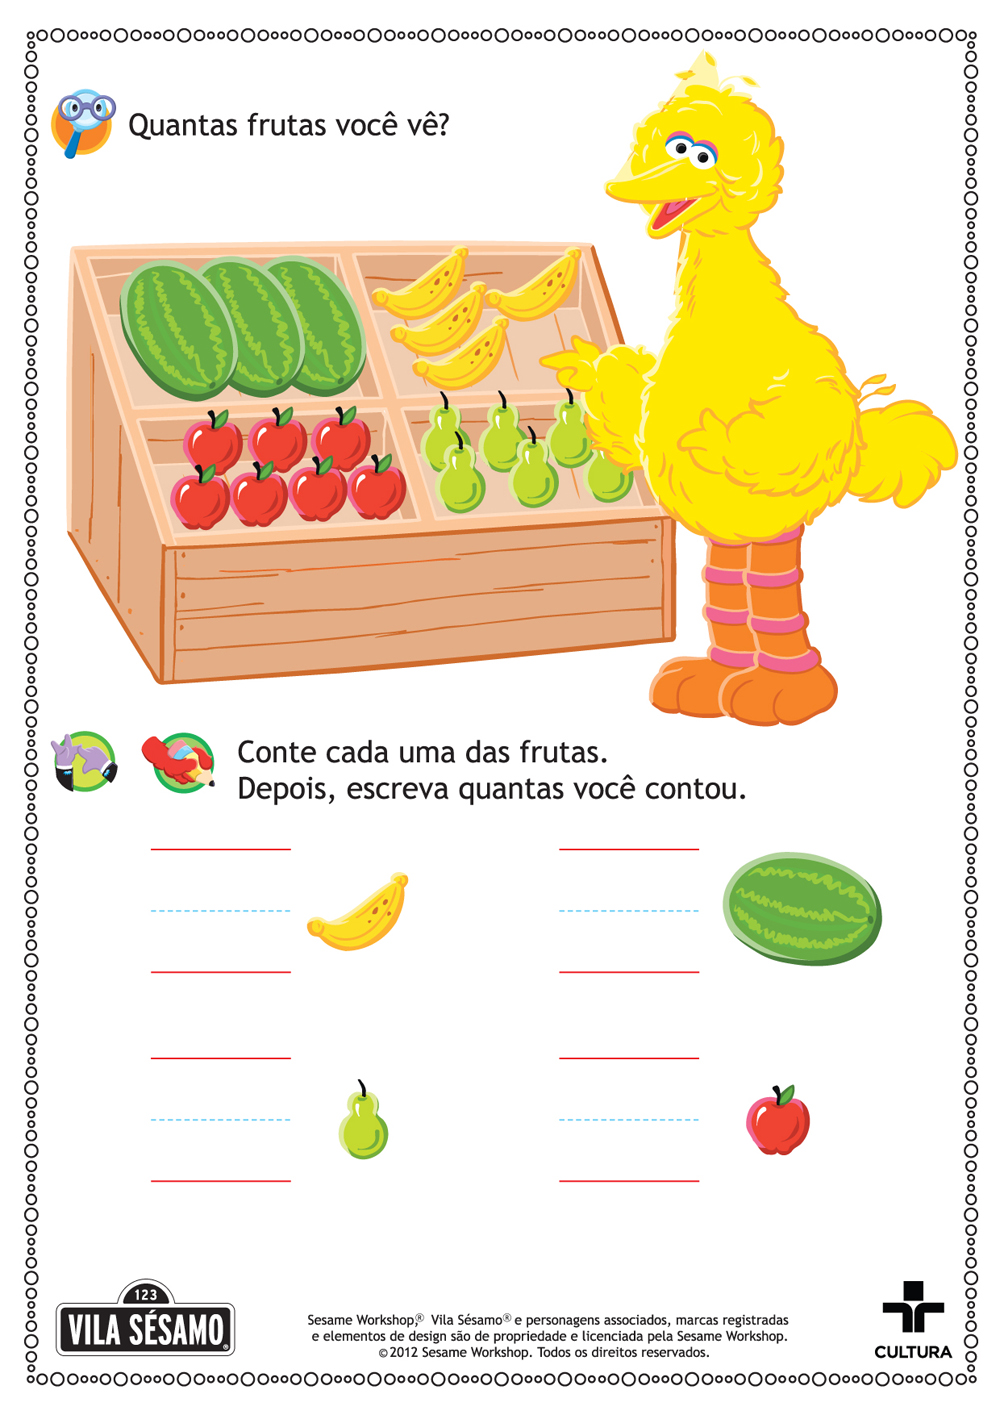 Quantas frutas você vê?
Conte cada uma das frutas.
Depois, escreva quantas você contou.
123
VILA SÉSAMO®
Sesame Workshop,® Vila Sésamo® e personagens associados, marcas registradas
e elementos de design são de propriedade e licenciada pela Sesame Workshop.
©2012 Sesame Workshop. Todos os direitos reservados.
CULTURA